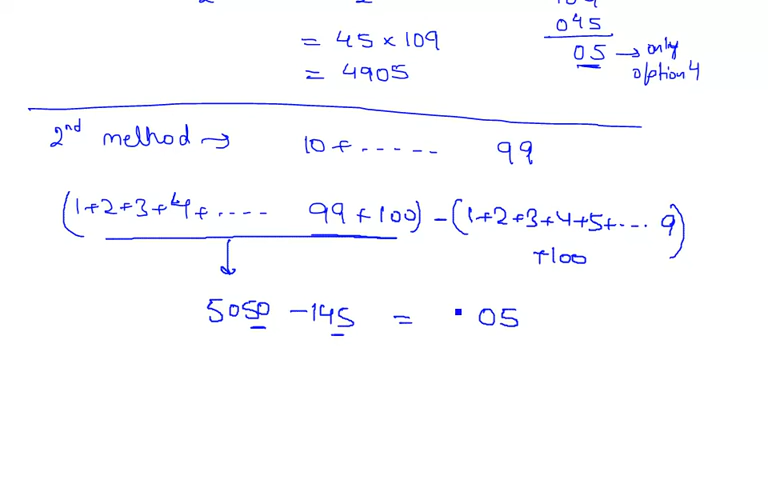 045
= 45 × 109
05 → only option 4
= 4905
2nd method → 10 + ..... 99
(1+2+3+4+.... 99+100) - (1+2+3+4+5+... 9
+100)
5050 - 145 = 05